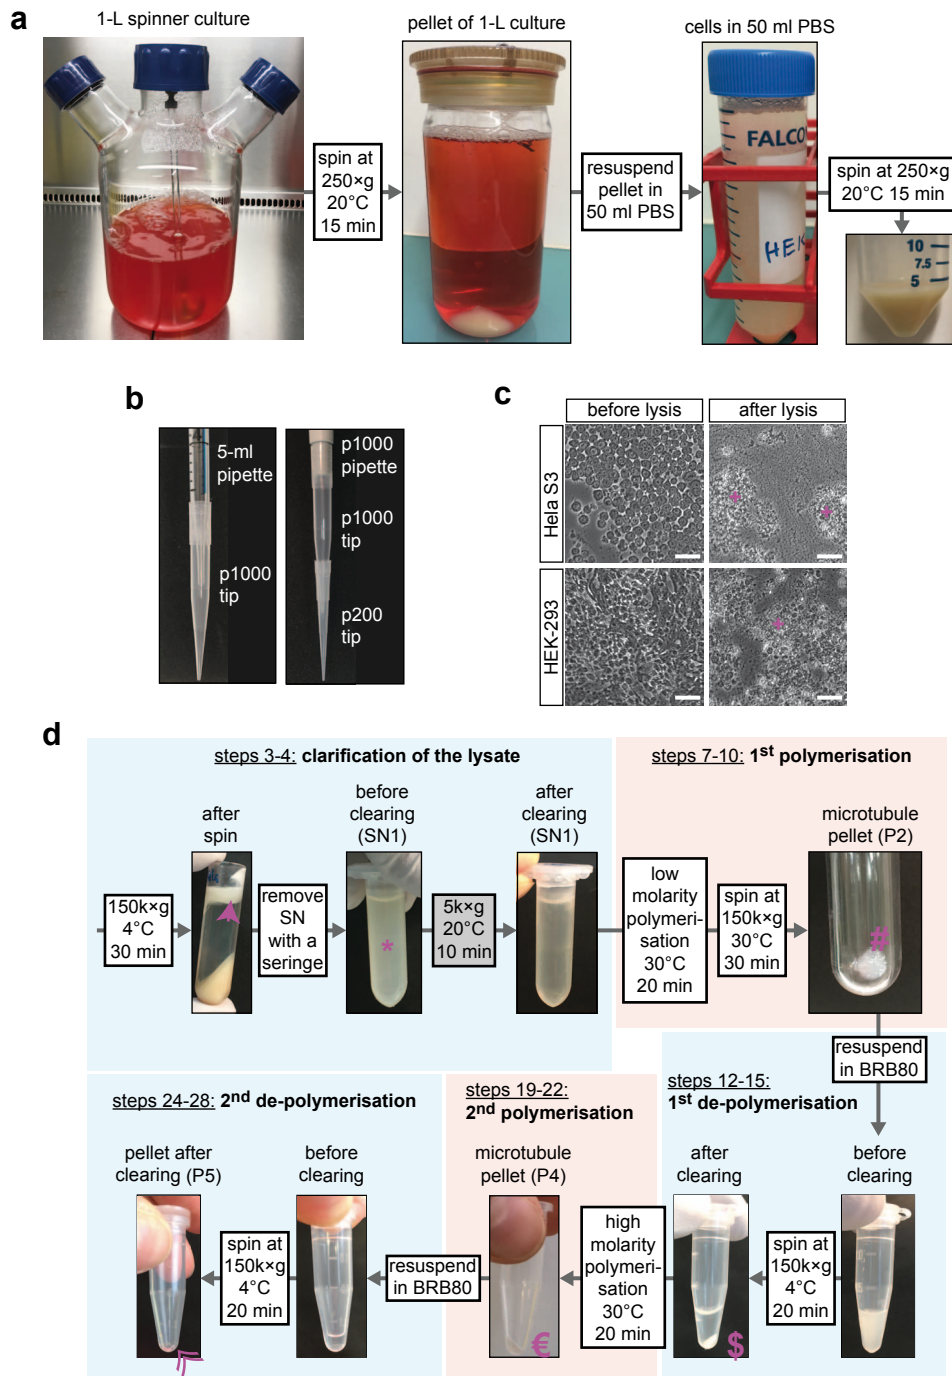 a
1-L spinner culture
pellet of 1-L culture
cells in 50 ml PBS
spin at
250×g
20°C
15 min
resuspend
pellet in
50 ml PBS
FALCO
HEK
spin at 250×g
20°C 15 min
10
7.5
5
b
5-ml
pipette
p1000
tip
p1000
pipette
p1000
tip
p200
tip
c
before lysis
after lysis
Hela S3
HEK-293
+
+
+
d
steps 3-4: clarification of the lysate
after
spin
before
clearing
(SN1)
after
clearing
(SN1)
150k×g
4°C
30 min
remove
SN
with a
seringe
*
5k×g
20°C
10 min
steps 7-10: 1st polymerisation
low
molarity
polymeri-
sation
30°C
20 min
spin at
150k×g
30°C
30 min
microtubule
pellet (P2)
#
resuspend
in BRB80
steps 12-15:
1st de-polymerisation
before
clearing
spin at
150k×g
4°C
20 min
after
clearing
$
high
molarity
polymeri-
sation
30°C
20 min
steps 19-22:
2nd polymerisation
microtubule
pellet (P4)
€
resuspend
in BRB80
steps 24-28: 2nd de-polymerisation
before
clearing
spin at
150k×g
4°C
20 min
pellet after
clearing (P5)